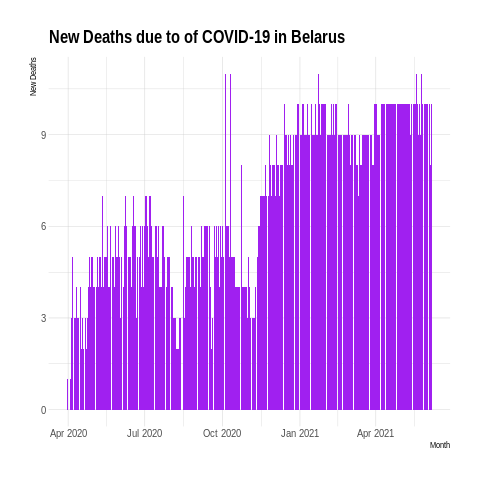 New Deaths due to of COVID-19 in Belarus
New Deaths
9
6
3
0
Apr 2020 Jul 2020 Oct 2020 Jan 2021 Apr 2021
Month